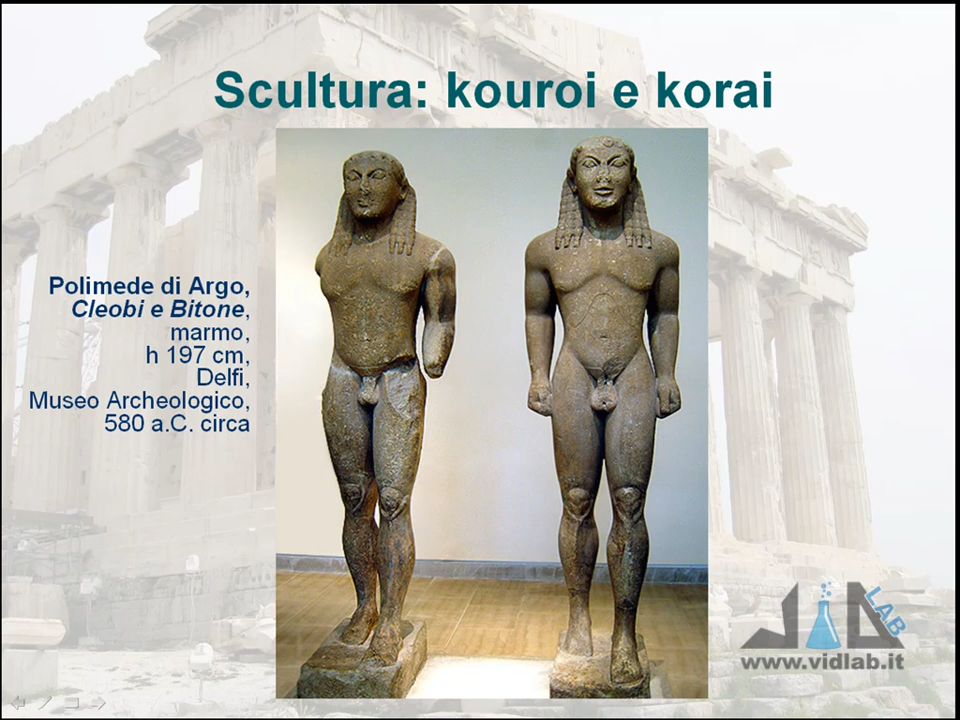 Scultura: kouroi e korai
Polimede di Argo,
Cleobi e Bitone,
marmo,
h 197 cm,
Delfi,
Museo Archeologico,
580 a.C. circa
LAB
www.vidlab.it